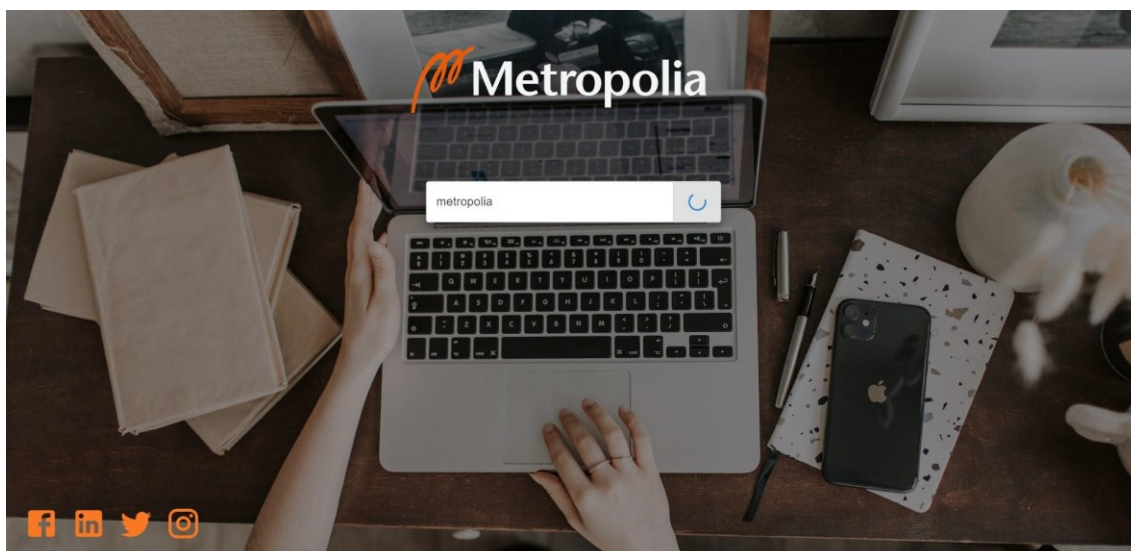 Metropolia
metropolia
Q W E R T Y U I O P
A S D F G H J K L
Z X C V B N M